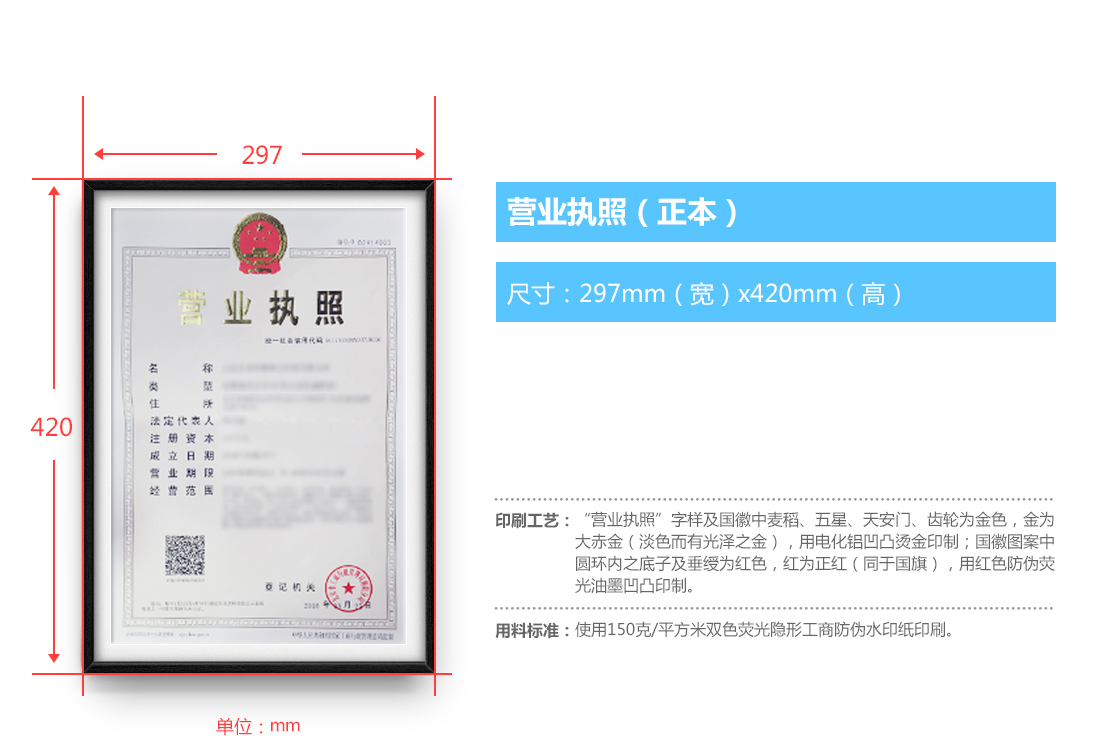 297
420
营业执照
统一社会信用代码
名称
类型
住所
法定代表人
注册资本
成立日期
营业期限
经营范围
登记机关
单位：mm
营业执照（正本）
尺寸：297mm（宽）x420mm（高）
印刷工艺：“营业执照”字样及国徽中麦稻、五星、天安门、齿轮为金色，金为
大赤金（淡色而有光泽之金），用电化铝凹凸烫金印制；国徽图案中
圆环内之底子及垂绶为红色，红为正红（同于国旗），用红色防伪荧
光油墨凹凸印制。
用料标准：使用150克/平方米双色荧光隐形工商防伪水印纸印刷。